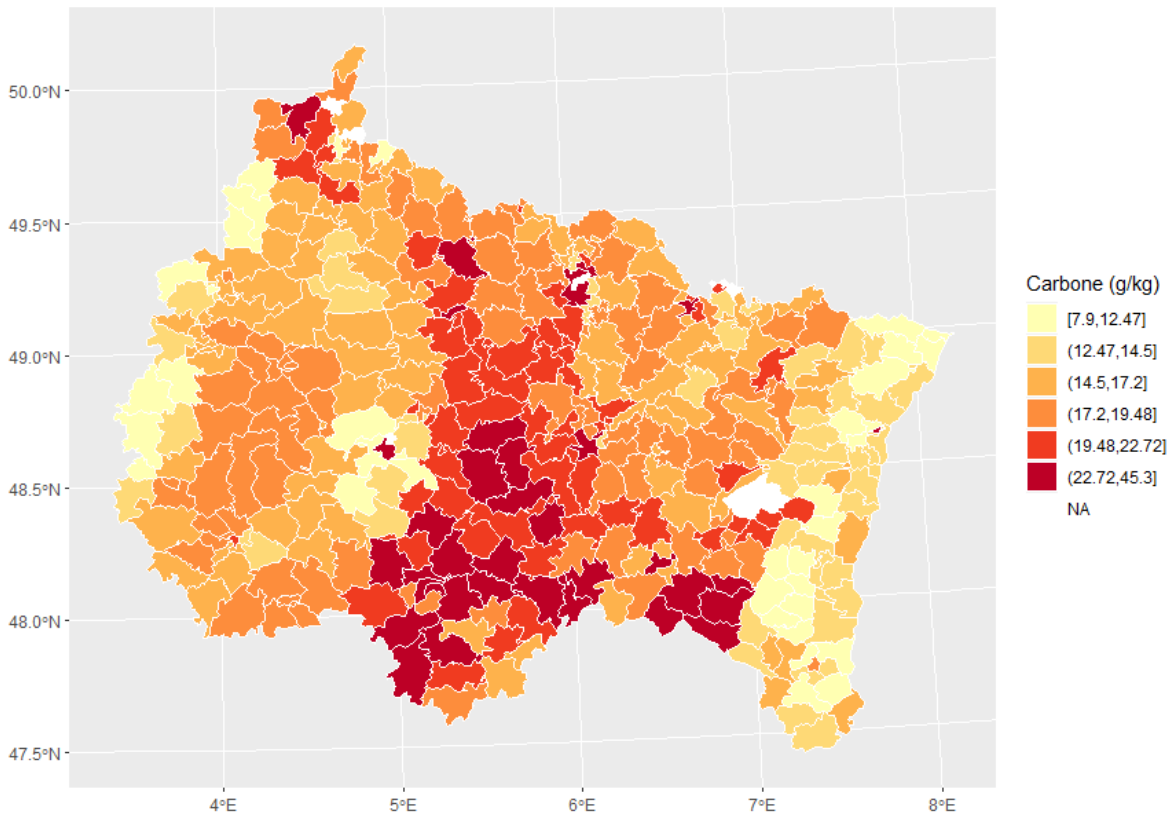 50.0°N
49.5°N
49.0°N
48.5°N
48.0°N
47.5°N
4°E 5°E 6°E 7°E 8°E
Carbone (g/kg)
[7.9,12.47]
(12.47,14.5]
(14.5,17.2]
(17.2,19.48]
(19.48,22.72]
(22.72,45.3]
NA